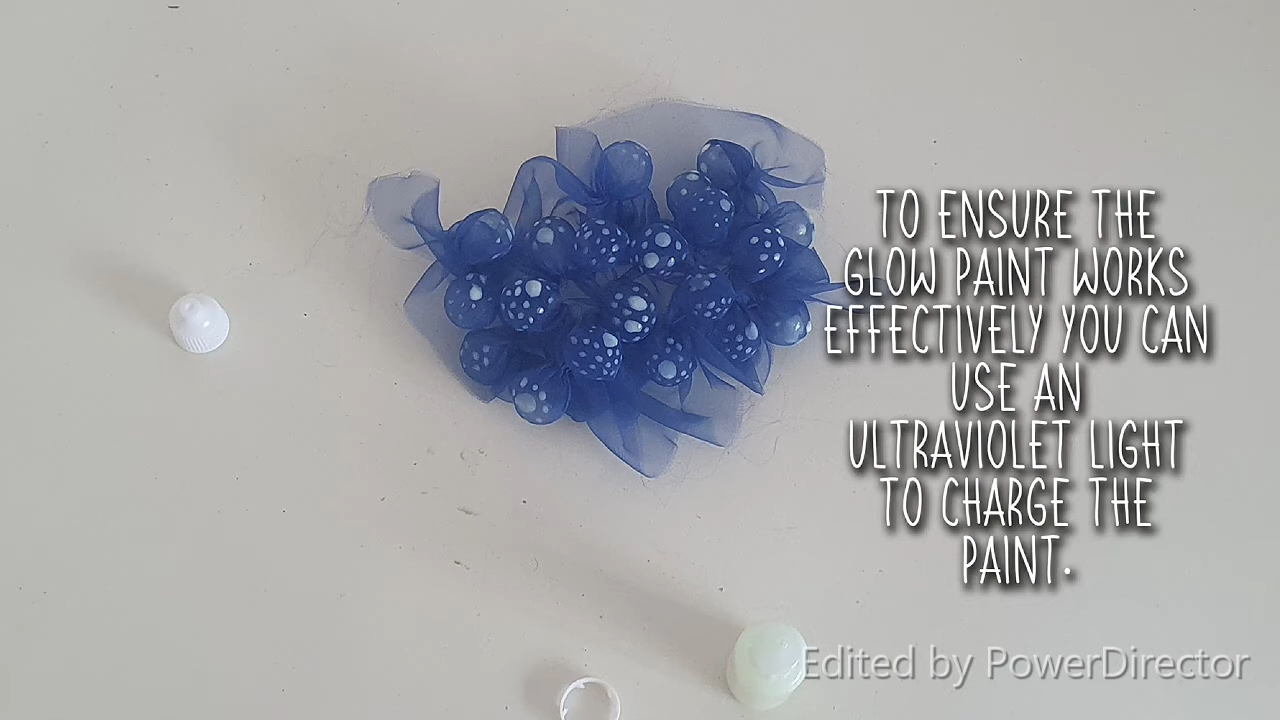 TO ENSURE THE
GLOW PAINT WORKS
EFFECTIVELY YOU CAN
USE AN
ULTRAVIOLET LIGHT
TO CHARGE THE
PAINT.
Edited by PowerDirector